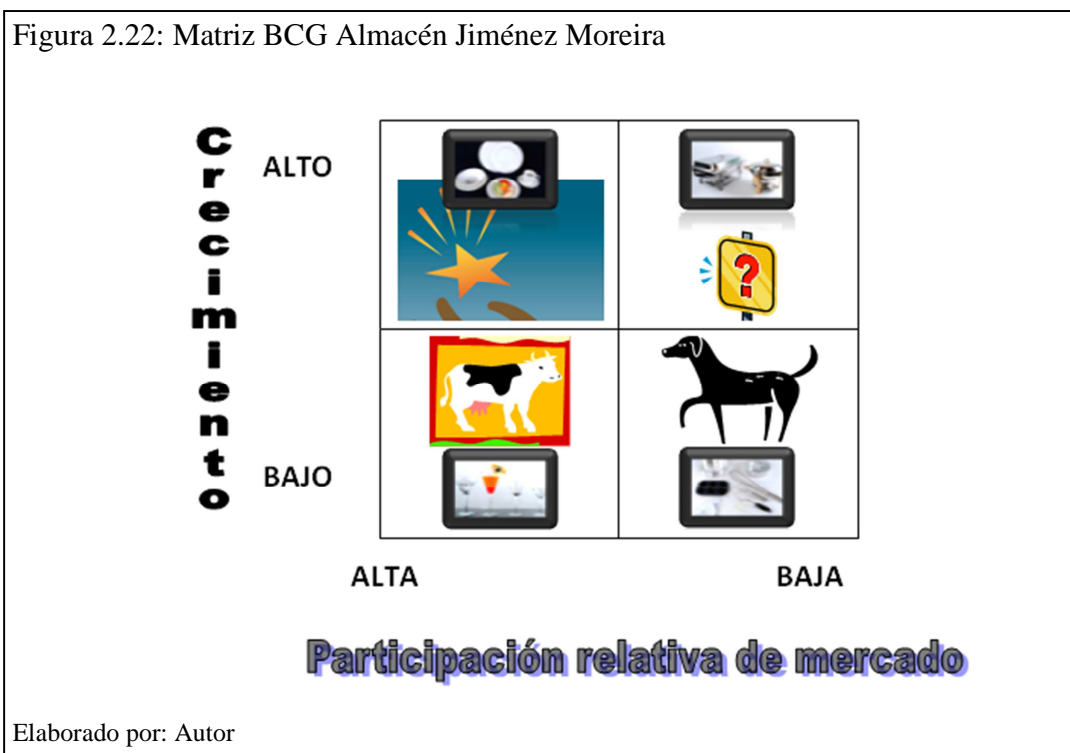 Figura 2.22: Matriz BCG Almacén Jiménez Moreira
Crecimiento
ALTO
?
BAJO
ALTA BAJA
Participación relativa de mercado
Elaborado por: Autor